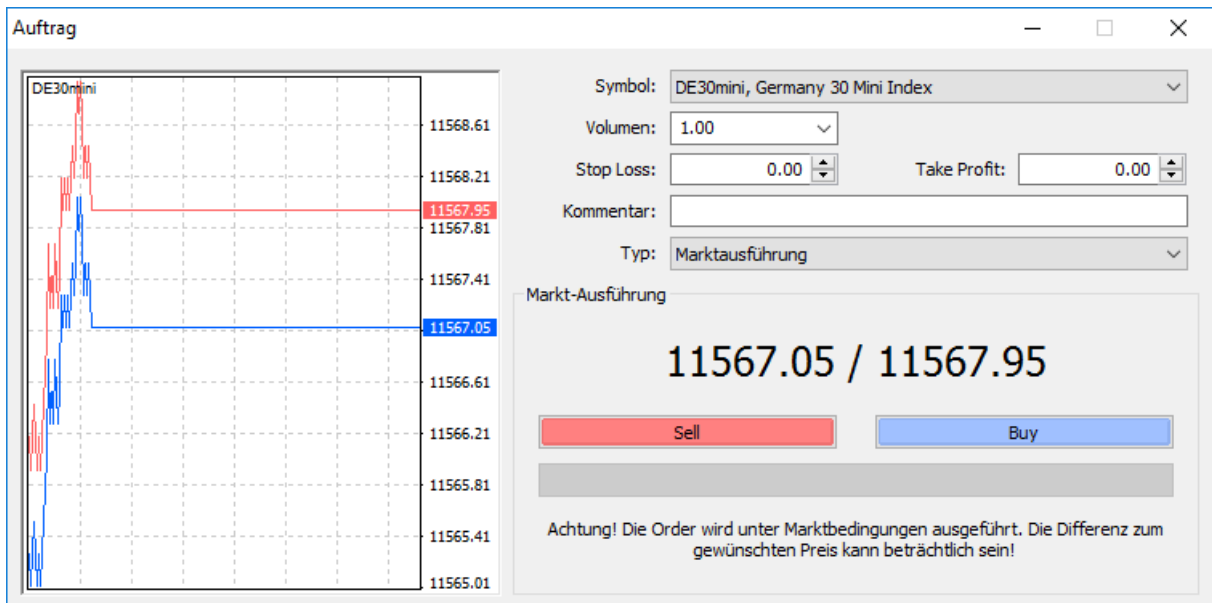 Auftrag
DE30mini
11568.61
11568.21
11567.95
11567.81
11567.41
11567.05
11566.61
11566.21
11565.81
11565.41
11565.01
Symbol: DE30mini, Germany 30 Mini Index
Volumen: 1.00
Stop Loss: 0.00 Take Profit: 0.00
Kommentar:
Typ: Marktausführung
Markt-Ausführung
11567.05 / 11567.95
Sell Buy
Achtung! Die Order wird unter Marktbedingungen ausgeführt. Die Differenz zum
gewünschten Preis kann beträchtlich sein!